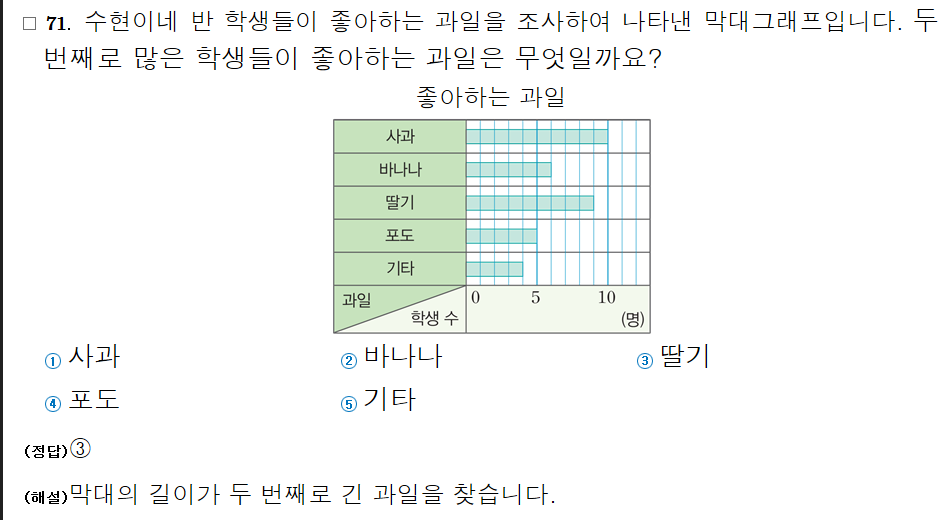 □ 71. 수현이네 반 학생들이 좋아하는 과일을 조사하여 나타낸 막대그래프입니다. 두
번째로 많은 학생들이 좋아하는 과일은 무엇일까요?
좋아하는 과일
사과
바나나
딸기
포도
기타
과일
학생 수
0 5 10
(명)
① 사과 ② 바나나 ③ 딸기
④ 포도 ⑤ 기타
(정답)③
(해설)막대의 길이가 두 번째로 긴 과일을 찾습니다.